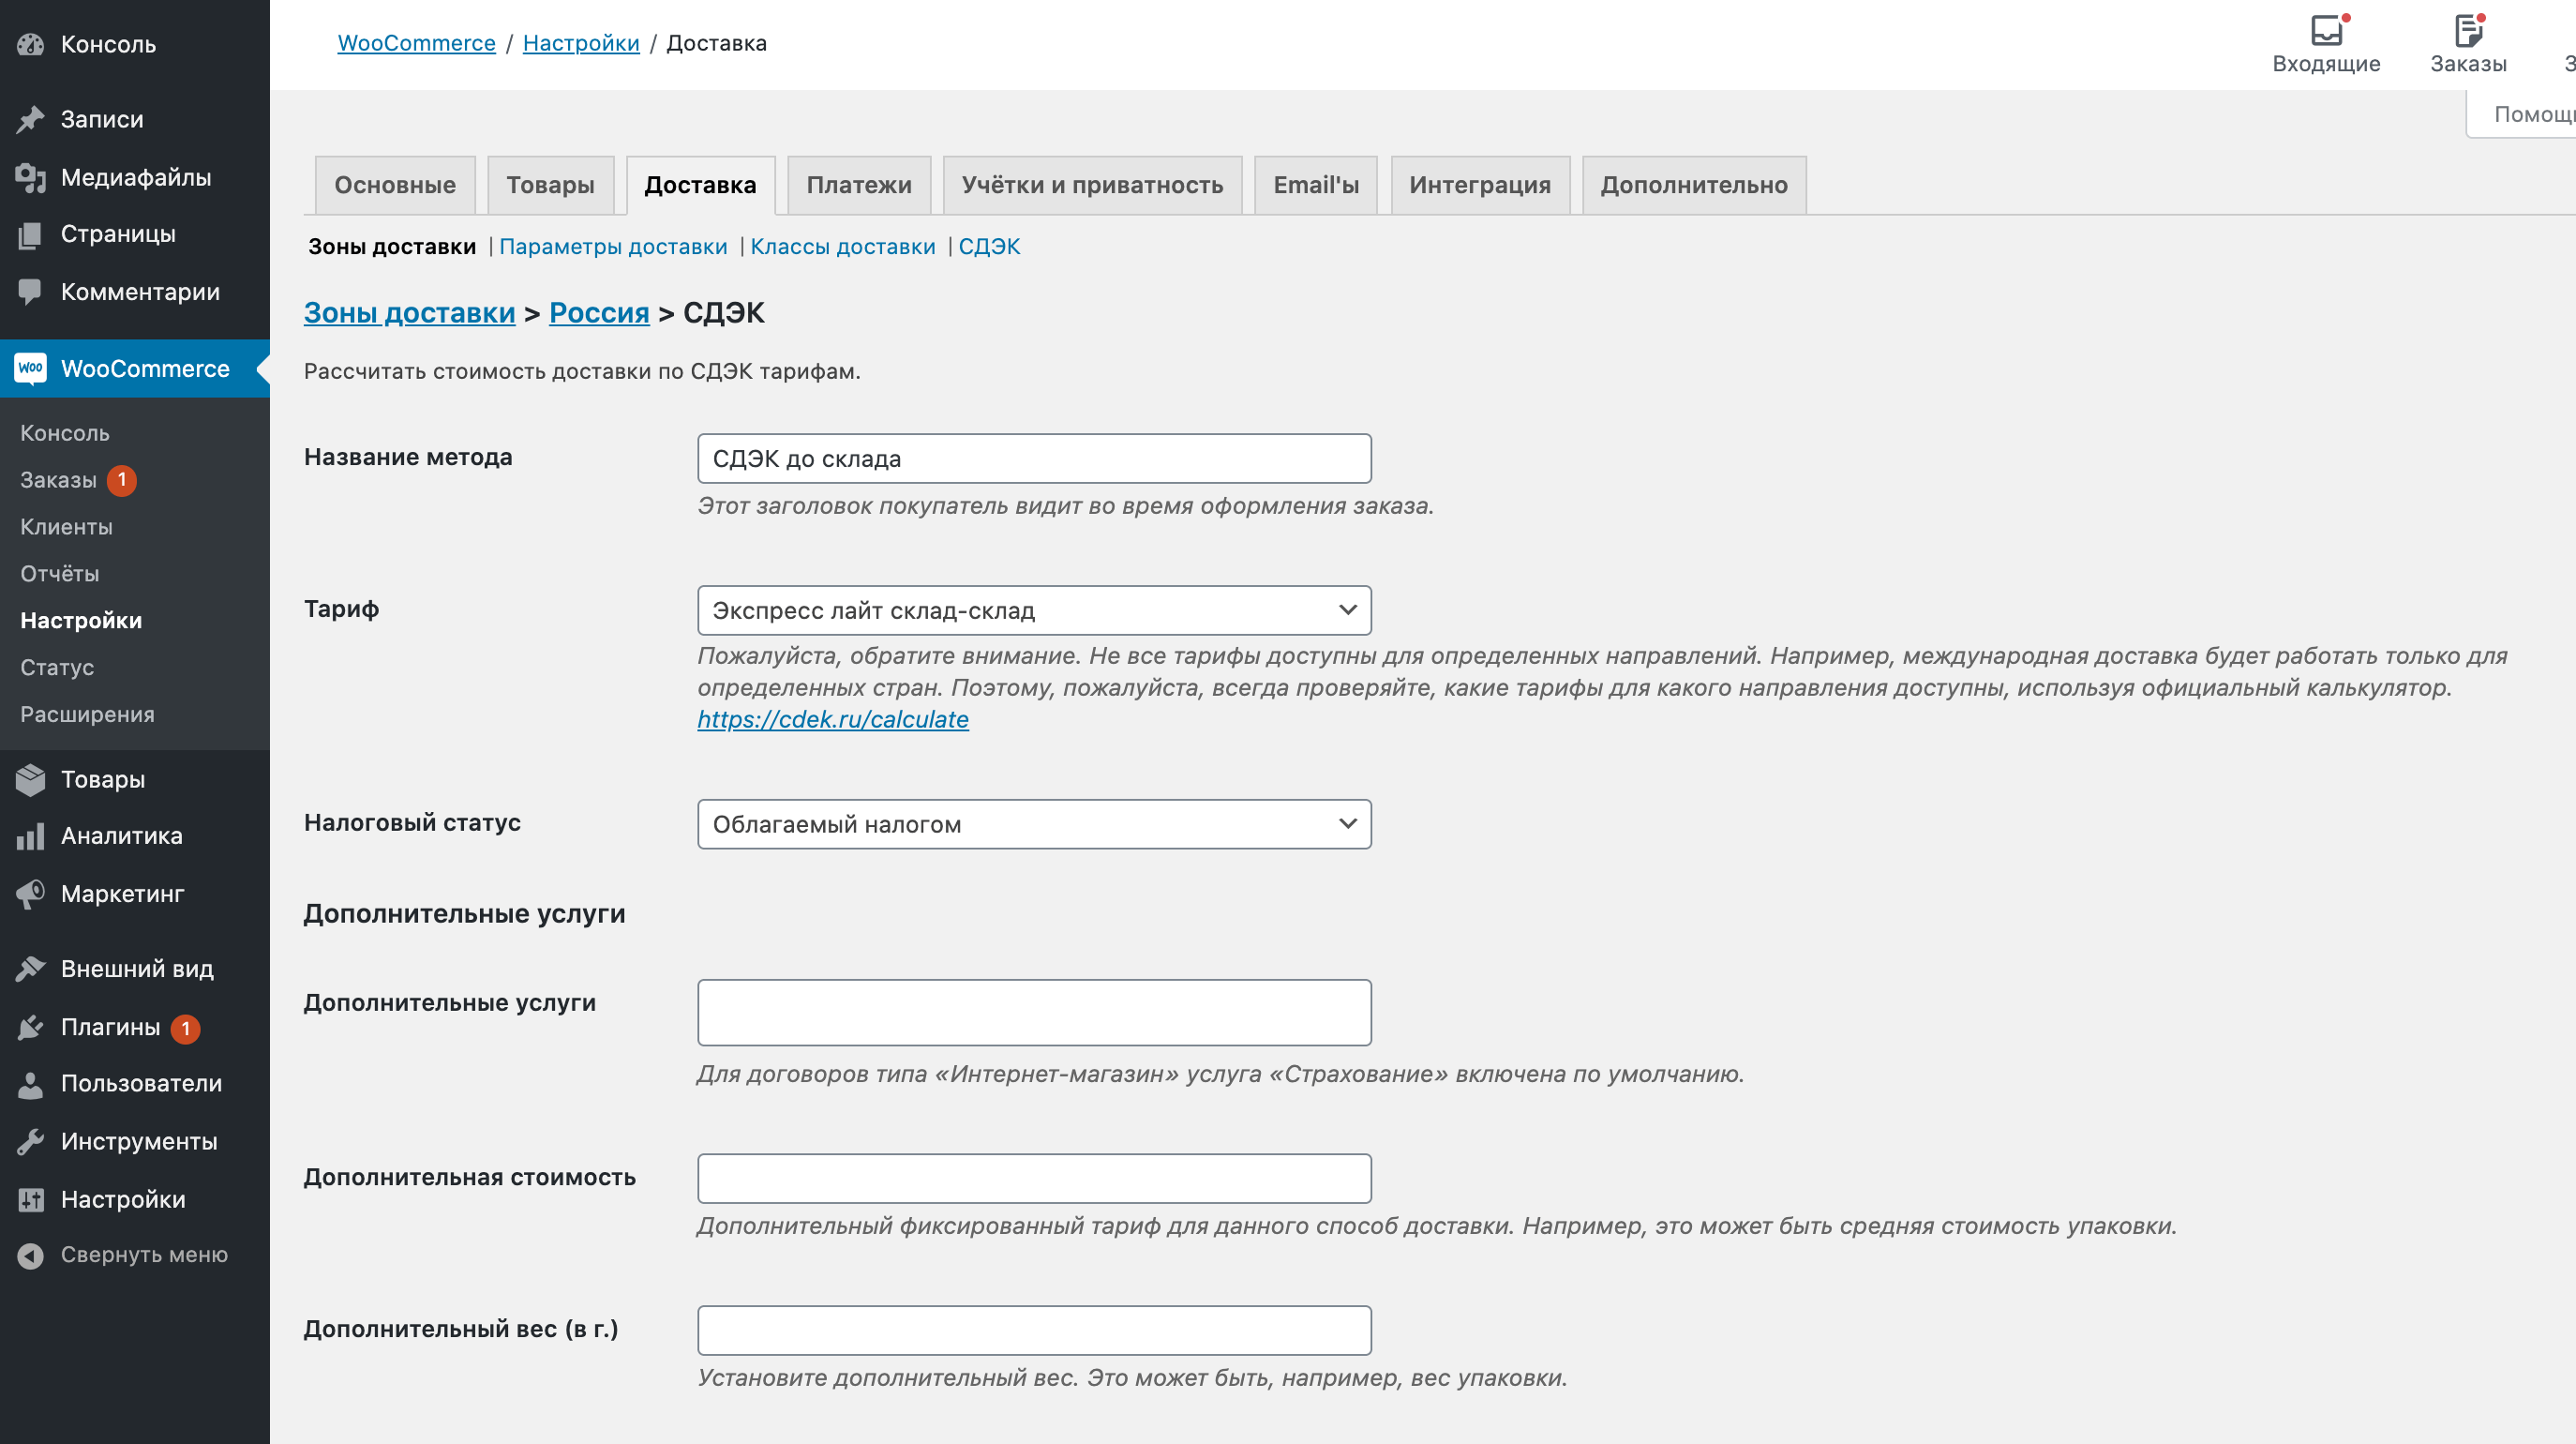 Консоль
Записи
Медиафайлы
Страницы
Комментарии
WooCommerce
Консоль
Заказы 1
Клиенты
Отчёты
Настройки
Статус
Расширения
Товары
Аналитика
Маркетинг
Внешний вид
Плагины 1
Пользователи
Инструменты
Настройки
Свернуть меню
WooCommerce / Настройки / Доставка
Входящие
Заказы
Основные
Товары
Доставка
Платежи
Учётки и приватность
Email'ы
Интеграция
Дополнительно
Зоны доставки | Параметры доставки | Классы доставки | СДЭК
Зоны доставки > Россия > СДЭК
Рассчитать стоимость доставки по СДЭК тарифам.
Название метода
СДЭК до склада
Этот заголовок покупатель видит во время оформления заказа.
Тариф
Экспресс лайт склад-склад
Пожалуйста, обратите внимание. Не все тарифы доступны для определенных направлений. Например, международная доставка будет работать только для
определенных стран. Поэтому, пожалуйста, всегда проверяйте, какие тарифы для какого направления доступны, используя официальный калькулятор.
https://cdek.ru/calculate
Налоговый статус
Облагаемый налогом
Дополнительные услуги
Дополнительные услуги
Для договоров типа «Интернет-магазин» услуга «Страхование» включена по умолчанию.
Дополнительная стоимость
Дополнительный фиксированный тариф для данного способ доставки. Например, это может быть средняя стоимость упаковки.
Дополнительный вес (в г.)
Установите дополнительный вес. Это может быть, например, вес упаковки.